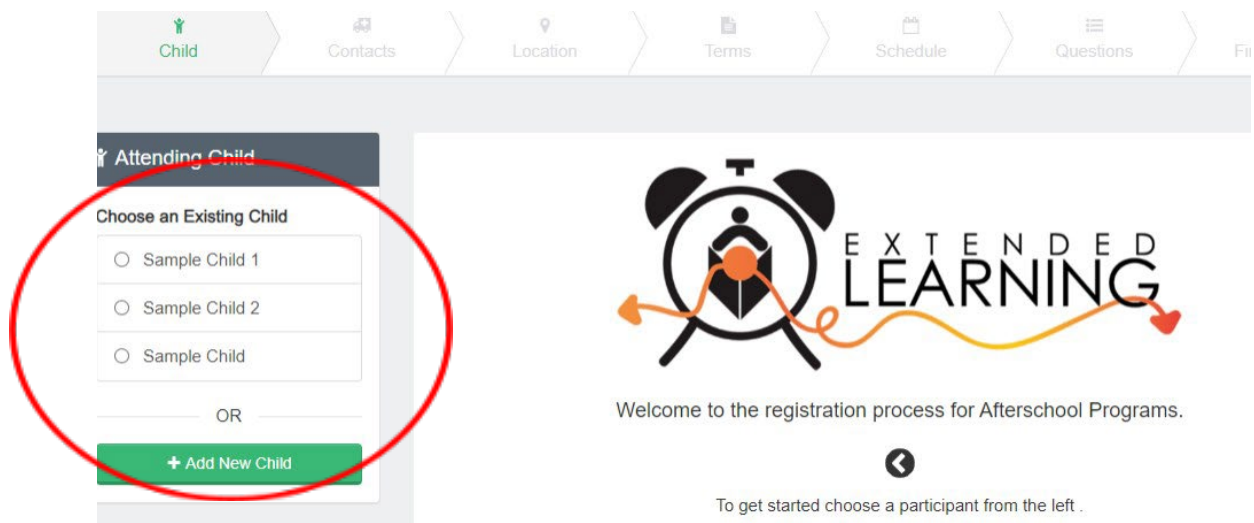 Child
Contacts
Location
Terms
Schedule
Questions
Attending Child
Choose an Existing Child
Sample Child 1
Sample Child 2
Sample Child
OR
+ Add New Child
EXTENDED
LEARNING
Welcome to the registration process for Afterschool Programs.
To get started choose a participant from the left .